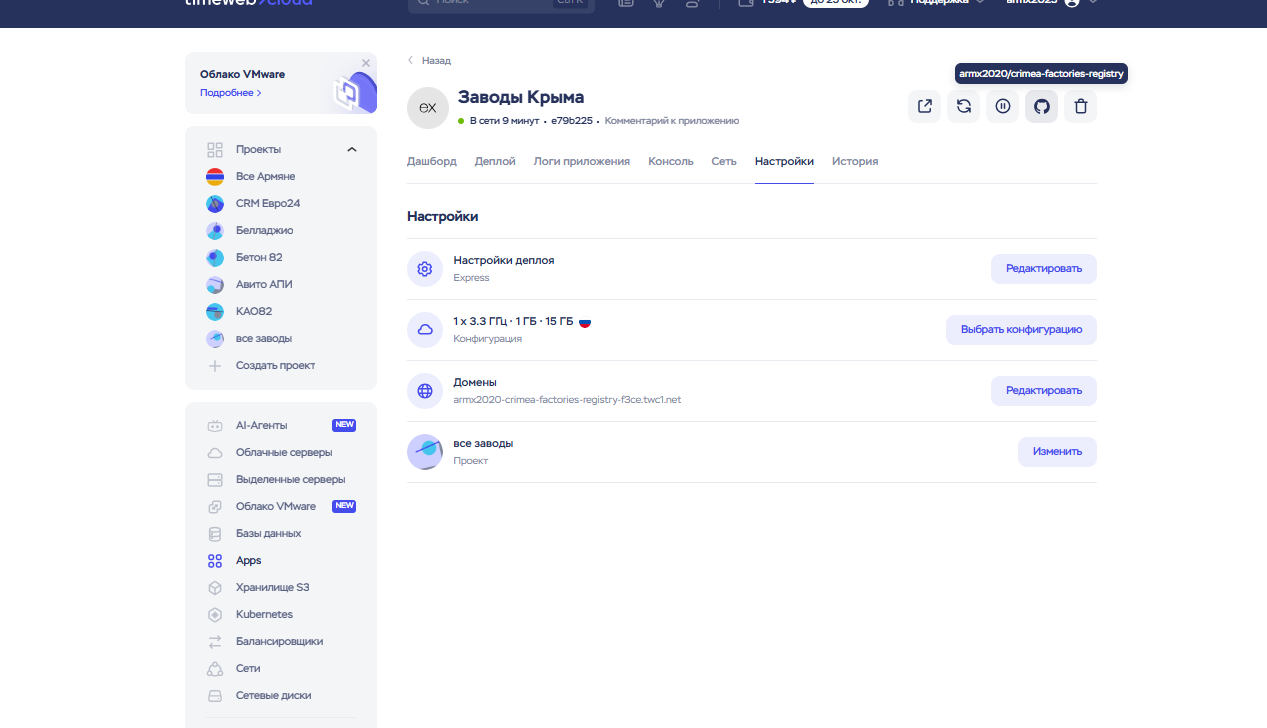 timeweb>cloud
Поиск
Ctrl K
1 594 ₽
до 25 окт.
Поддержка
armx2025
Облако VMware
Подробнее >
Проекты
Все Армяне
CRM Евро24
Белладжио
Бетон 82
Авито АПИ
КАО82
все заводы
Создать проект
AI-Агенты NEW
Облачные серверы
Выделенные серверы
Облако VMware NEW
Базы данных
Apps
Хранилище S3
Kubernetes
Балансировщики
Сети
Сетевые диски
Назад
armx2020/crimea-factories-registry
ex
Заводы Крыма
В сети 9 минут • e79b225 • Комментарий к приложению
Дашборд Деплой Логи приложения Консоль Сеть Настройки История
Настройки
Настройки деплоя
Express
Редактировать
1 x 3.3 ГГц · 1 ГБ · 15 ГБ
Конфигурация
Выбрать конфигурацию
Домены
armx2020-crimea-factories-registry-f3ce.twc1.net
Редактировать
все заводы
Проект
Изменить